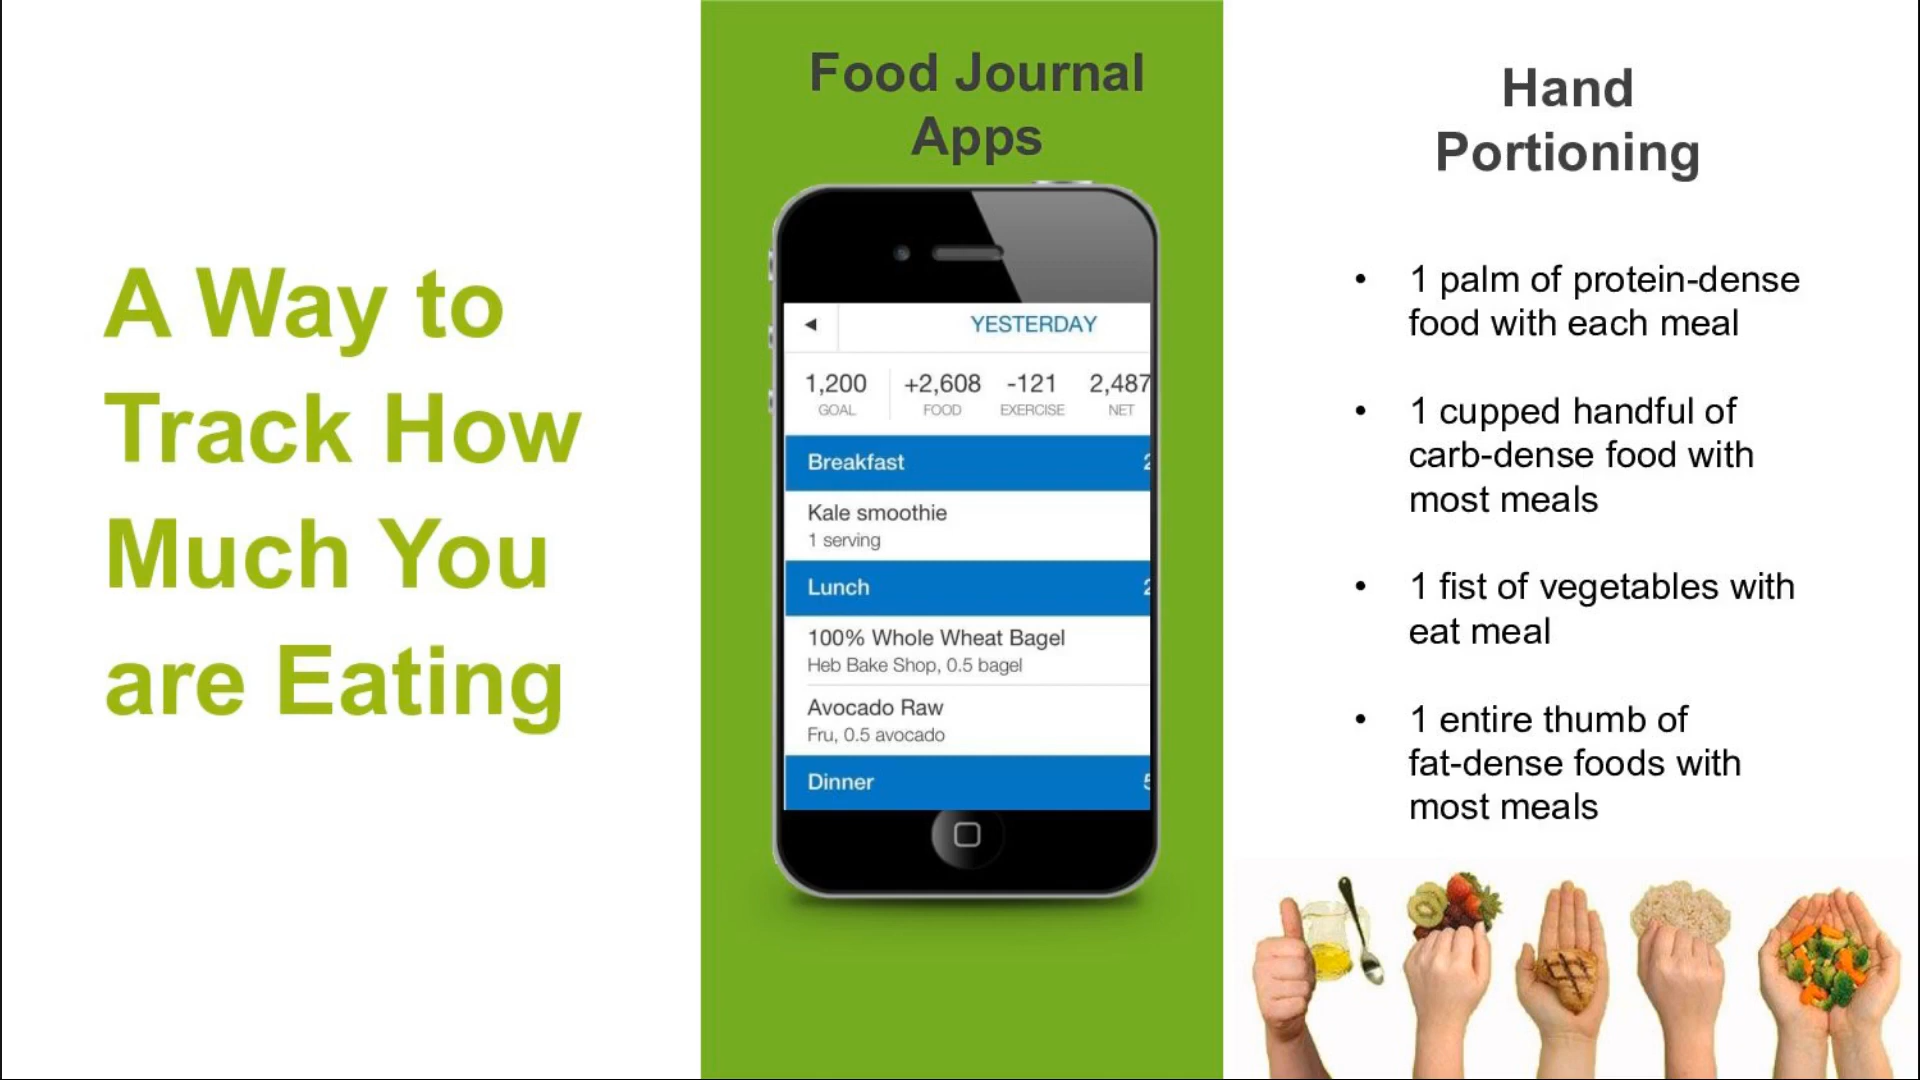 A Way to
Track How
Much You
are Eating
Food Journal
Apps
YESTERDAY
1,200 +2,608 -121 2,487
GOAL FOOD EXERCISE NET
Breakfast
Kale smoothie
1 serving
Lunch
100% Whole Wheat Bagel
Heb Bake Shop, 0.5 bagel
Avocado Raw
Fru, 0.5 avocado
Dinner
Hand
Portioning
• 1 palm of protein-dense
food with each meal
• 1 cupped handful of
carb-dense food with
most meals
• 1 fist of vegetables with
eat meal
• 1 entire thumb of
fat-dense foods with
most meals